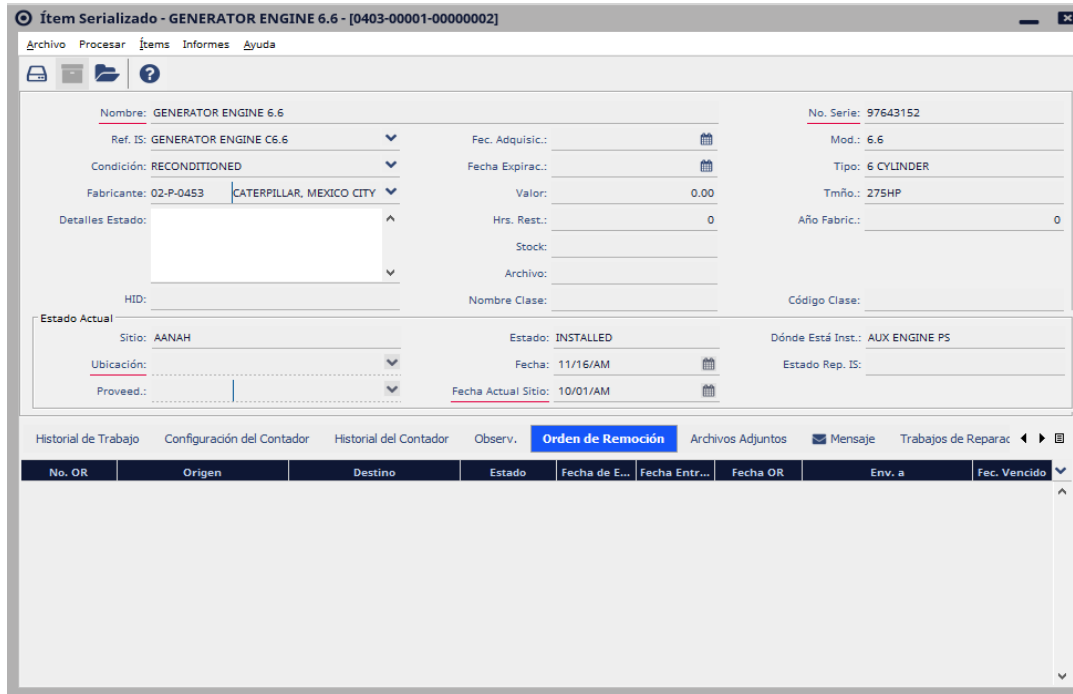 Ítem Serializado - GENERATOR ENGINE 6.6 - [0403-00001-00000002]
Archivo Procesar Ítems Informes Ayuda
Nombre: GENERATOR ENGINE 6.6 No. Serie: 97643152
Ref. IS: GENERATOR ENGINE C6.6 Fec. Adquisic.: Mod.: 6.6
Condición: RECONDITIONED Fecha Expirac.: Tipo: 6 CYLINDER
Fabricante: 02-P-0453 CATERPILLAR, MEXICO CITY Valor: 0.00 Tmño.: 275HP
Detalles Estado: Hrs. Rest.: 0 Año Fabric.: 0
Stock:
Archivo:
HID: Nombre Clase: Código Clase:
Estado Actual
Sitio: AANAH Estado: INSTALLED Dónde Está Inst.: AUX ENGINE PS
Ubicación: Fecha: 11/16/AM Estado Rep. IS:
Proveed.: Fecha Actual Sitio: 10/01/AM
Historial de Trabajo Configuración del Contador Historial del Contador Observ. Orden de Remoción Archivos Adjuntos Mensaje Trabajos de Reparac
No. OR Origen Destino Estado Fecha de E... Fecha Entr... Fecha OR Env. a Fec. Vencido